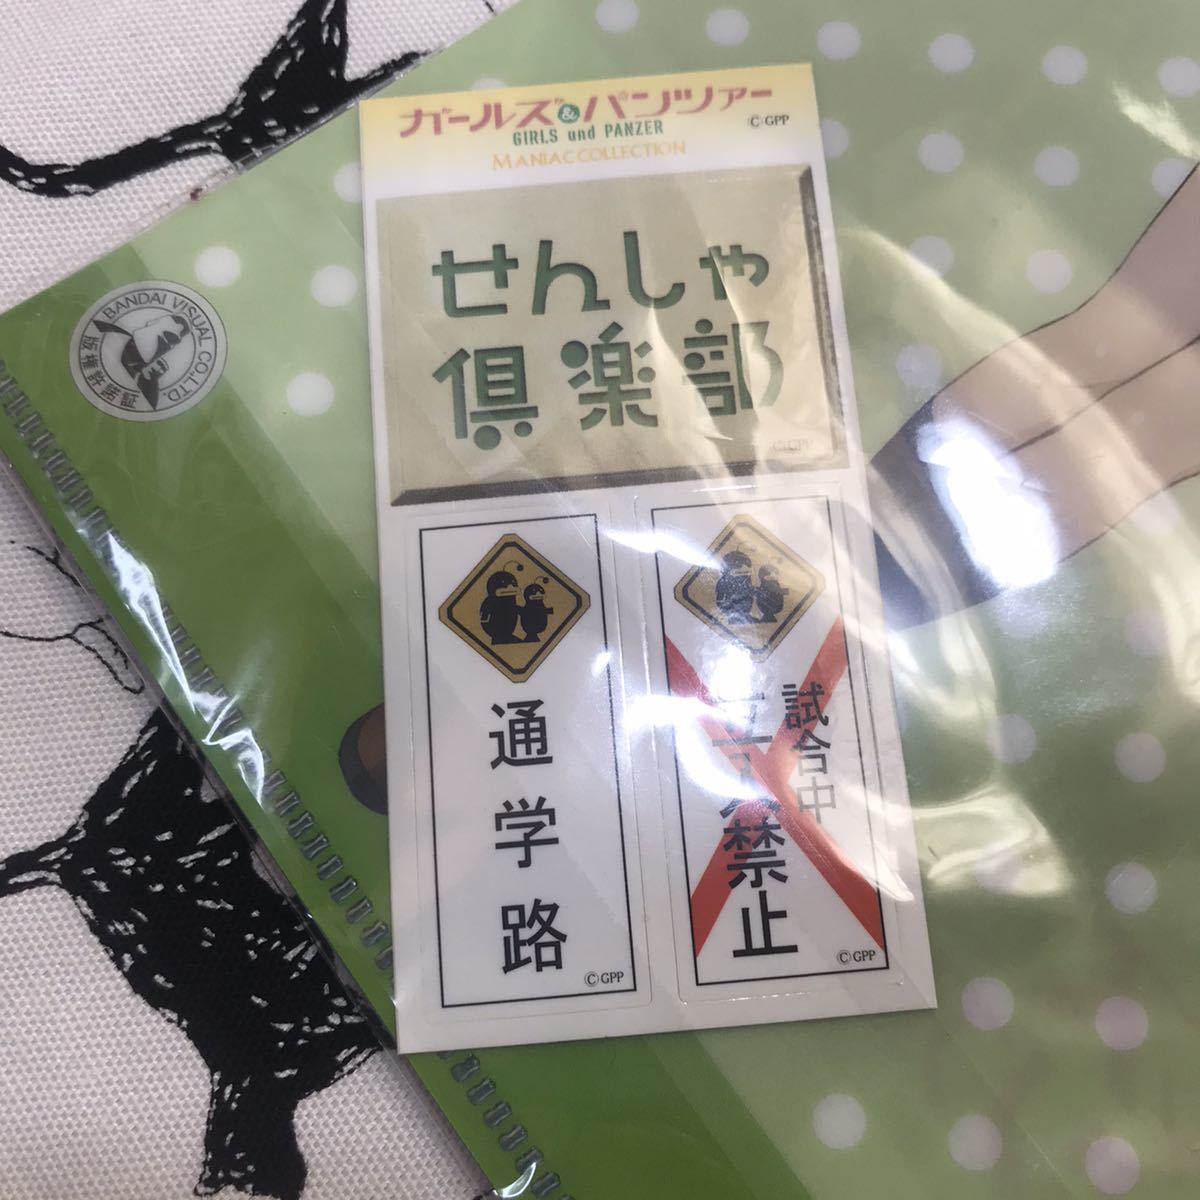 ガールズ&パンツァー
GIRLS und PANZER
©GPP
MANIAC COLLECTION
せんしゃ
倶楽部
©GPP
通学路
©GPP
試合中
立入禁止
©GPP
BANDAI VISUAL CO.,LTD.
版権許諾証